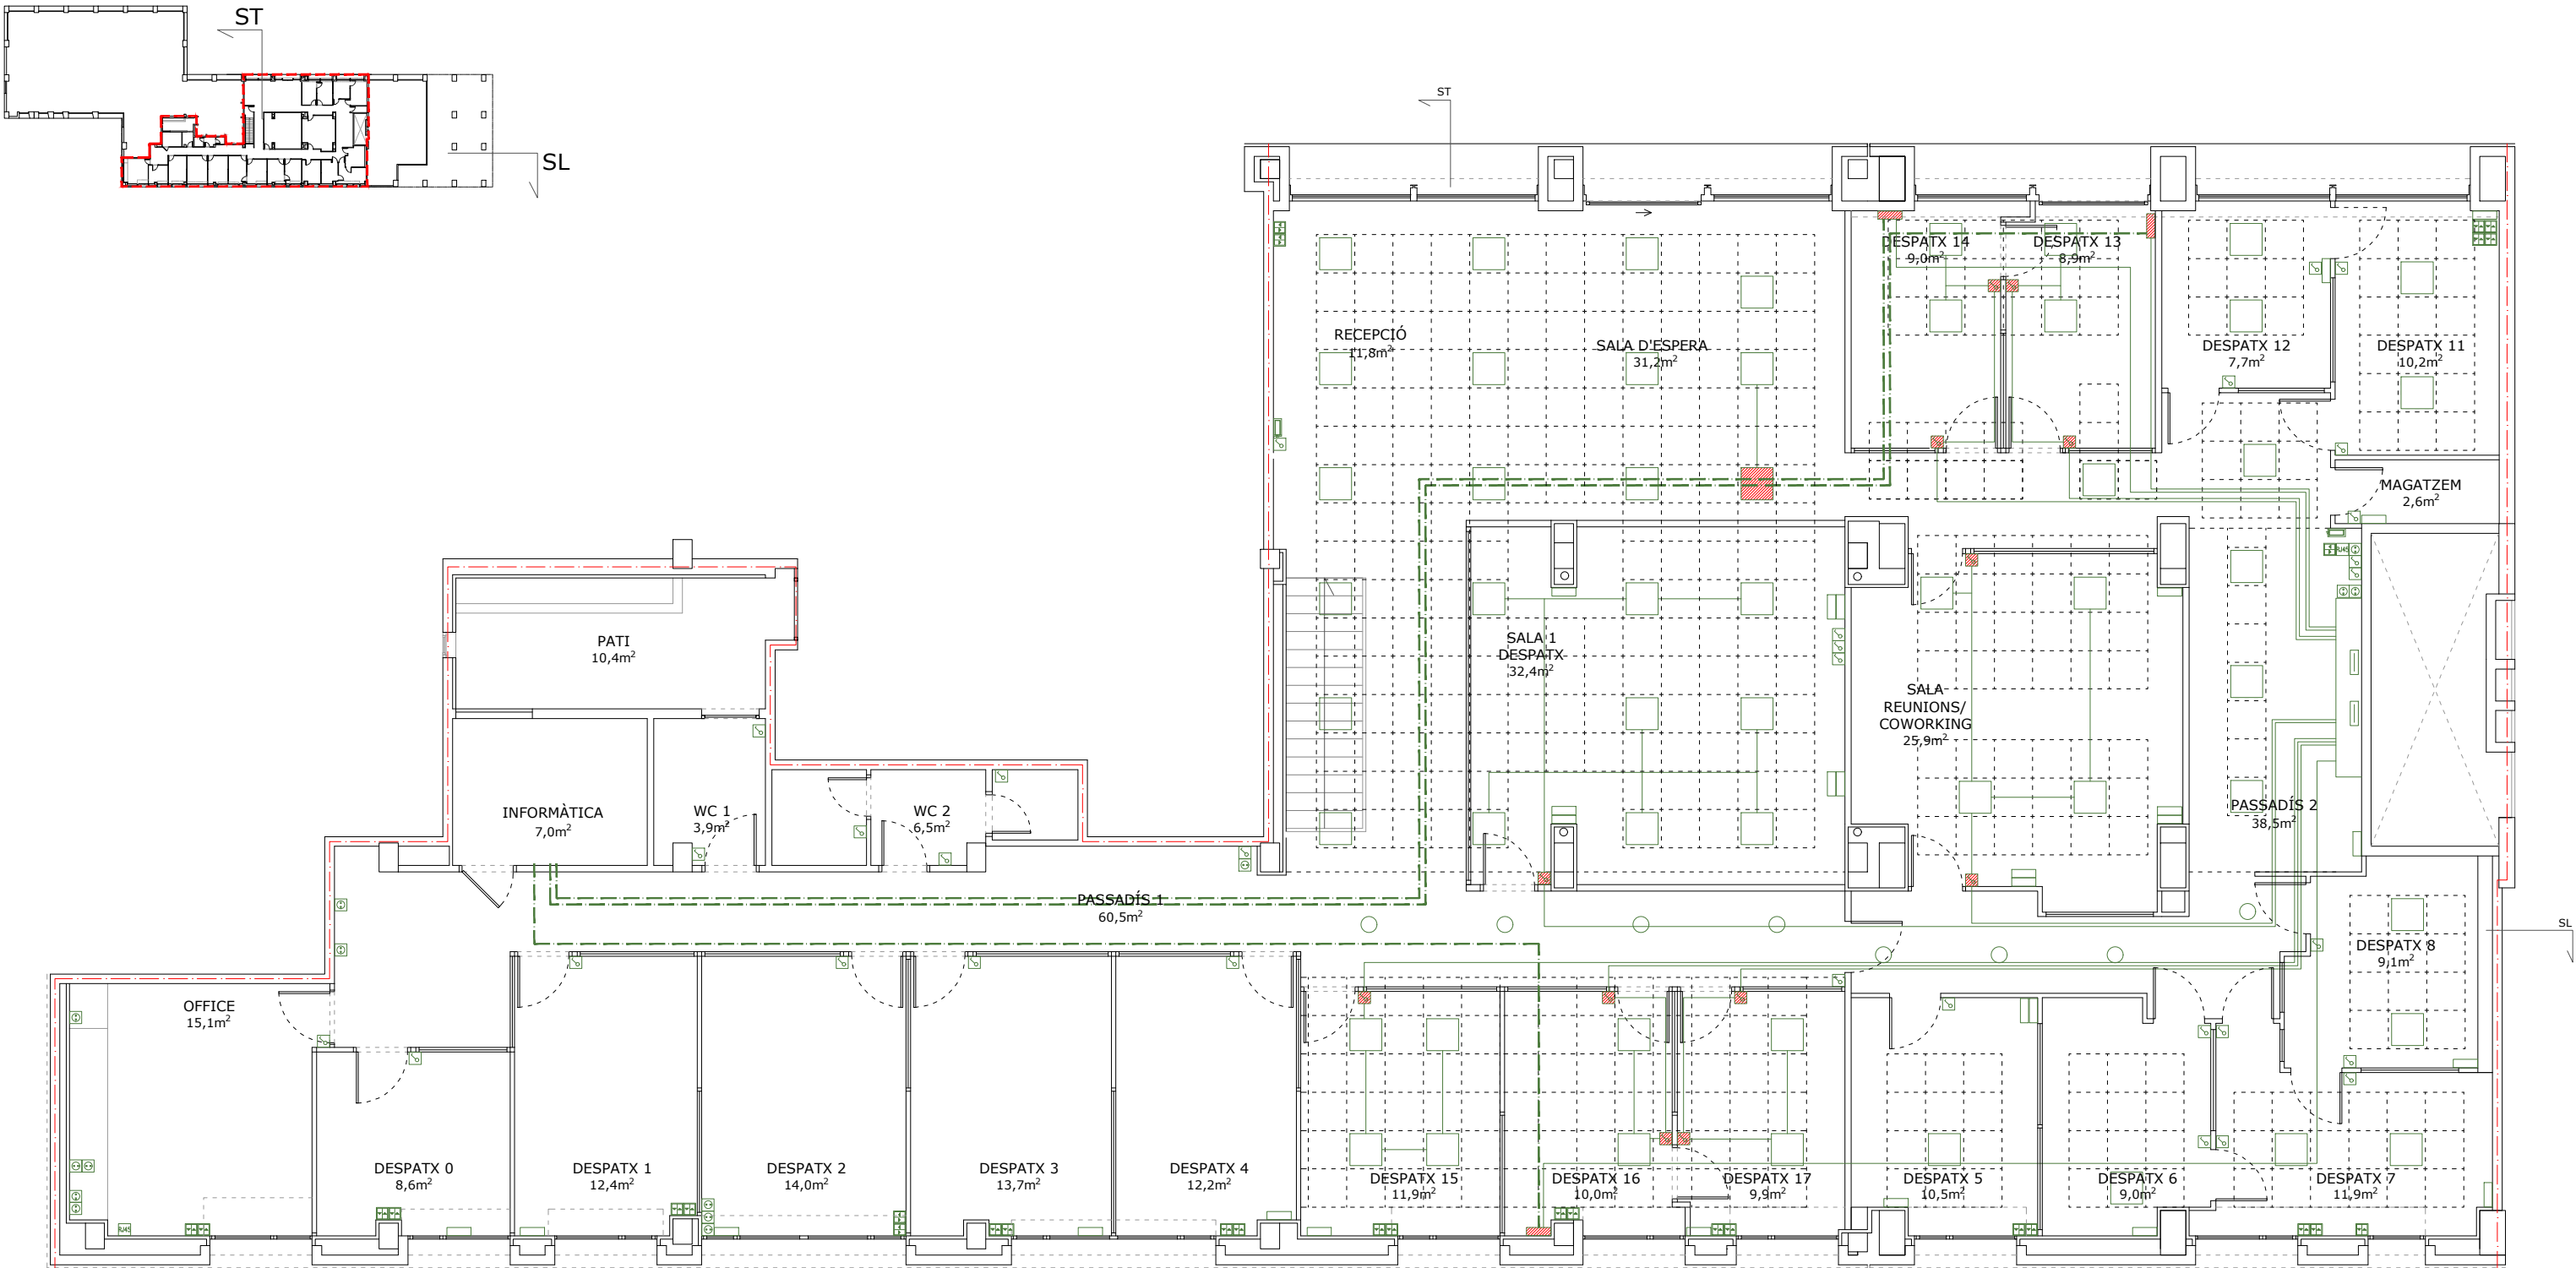 ST
SL
ST
DESPATX 14
9,0m²
DESPATX 13
8,9m²
RECEPCIÓ
11,8m²
SALA D'ESPERA
31,2m²
DESPATX 12
7,7m²
DESPATX 11
10,2m²
MAGATZEM
2,6m²
RJ45
PATI
10,4m²
SALA 1
DESPATX
32,4m²
SALA
REUNIONS/
COWORKING
25,9m²
INFORMÀTICA
7,0m²
WC 1
3,9m²
WC 2
6,5m²
PASSADÍS 2
38,5m²
PASSADÍS 1
60,5m²
SL
DESPATX 8
9,1m²
OFFICE
15,1m²
DESPATX 0
8,6m²
DESPATX 1
12,4m²
DESPATX 2
14,0m²
DESPATX 3
13,7m²
DESPATX 4
12,2m²
DESPATX 15
11,9m²
DESPATX 16
10,0m²
DESPATX 17
9,9m²
DESPATX 5
10,5m²
DESPATX 6
9,0m²
DESPATX 7
11,9m²
RJ45